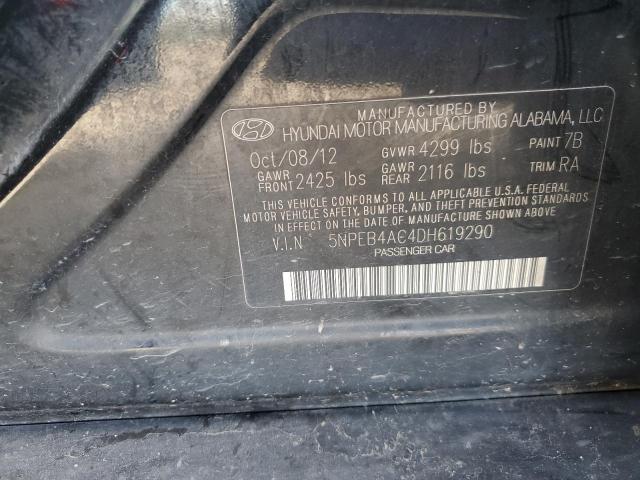 MANUFACTURED BY
HYUNDAI MOTOR MANUFACTURING ALABAMA, LLC
Oct/08/12 GVWR 4299 lbs PAINT 7B
GAWR FRONT 2425 lbs GAWR REAR 2116 lbs TRIM RA
THIS VEHICLE CONFORMS TO ALL APPLICABLE U.S.A. FEDERAL
MOTOR VEHICLE SAFETY, BUMPER, AND THEFT PREVENTION STANDARDS
IN EFFECT ON THE DATE OF MANUFACTURE SHOWN ABOVE.
V.I.N 5NPEB4AC4DH619290
PASSENGER CAR